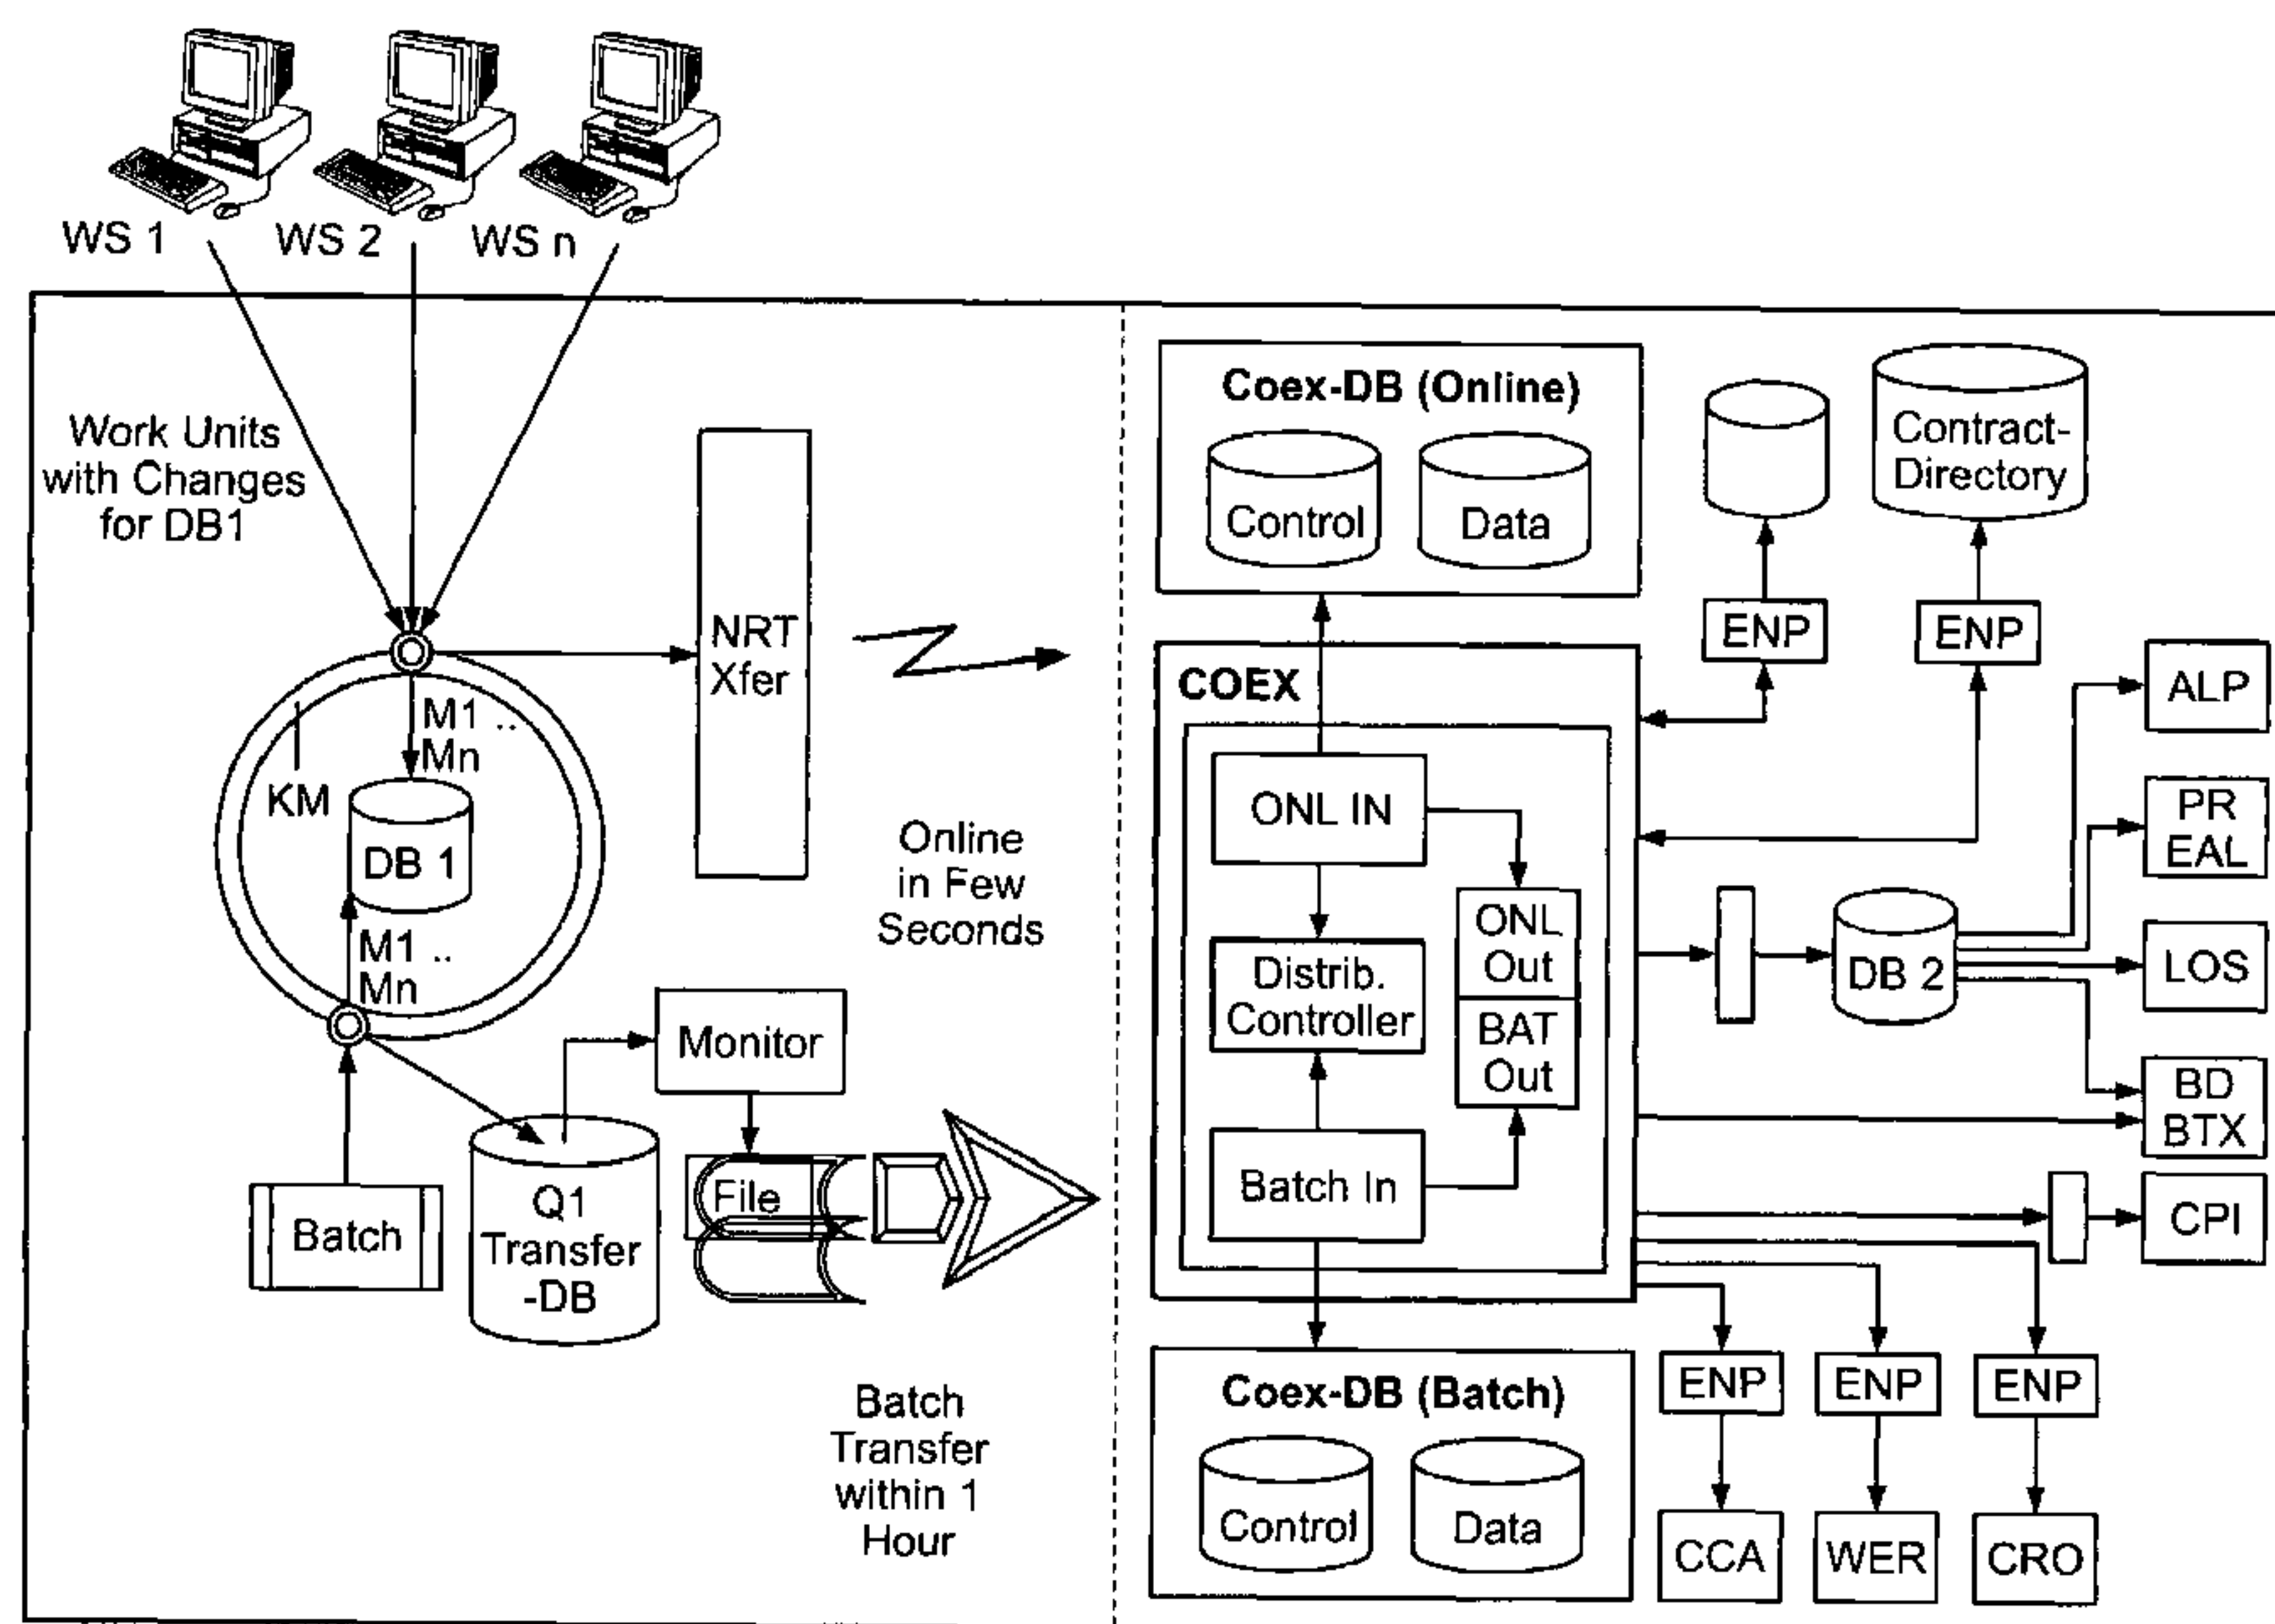 WS 1
WS 2
WS n
Work Units
with Changes
for DB1
NRT
Xfer
M1 ..
Mn
KM
DB 1
M1 ..
Mn
Online
in Few
Seconds
Monitor
File
Batch
Q1
Transfer
-DB
Batch
Transfer
within 1
Hour
Coex-DB (Online)
Control
Data
Contract-
Directory
ENP
ENP
COEX
ONL IN
ONL
Out
Distrib.
Controller
BAT
Out
Batch In
DB 2
ALP
PR
EAL
LOS
BD
BTX
CPI
Coex-DB (Batch)
Control
Data
ENP
ENP
ENP
CCA
WER
CRO